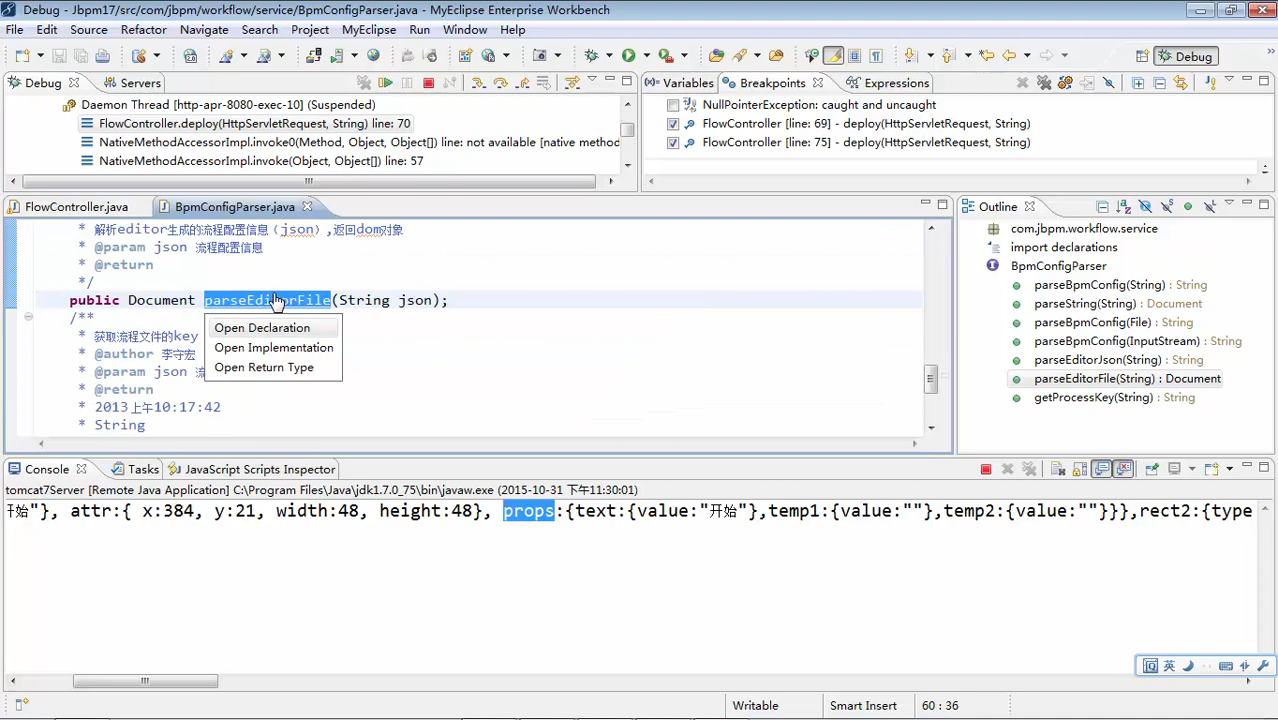 Debug - Jbpm17/src/com/jbpm/workflow/service/BpmConfigParser.java - MyEclipse Enterprise Workbench
File Edit Source Refactor Navigate Search Project MyEclipse Run Window Help
Debug
Debug Servers
Daemon Thread [http-apr-8080-exec-10] (Suspended)
FlowController.deploy(HttpServletRequest, String) line: 70
NativeMethodAccessorImpl.invoke0(Method, Object, Object[]) line: not available [native method
NativeMethodAccessorImpl.invoke(Object, Object[]) line: 57
Variables Breakpoints Expressions
NullPointerException: caught and uncaught
FlowController [line: 69] - deploy(HttpServletRequest, String)
FlowController [line: 75] - deploy(HttpServletRequest, String)
FlowController.java BpmConfigParser.java
* 解析editor生成的流程配置信息（json）,返回dom对象
* @param json 流程配置信息
* @return
*/
public Document parseEditorFile(String json);
/**
* 获取流程文件的key
* @author 李守宏
* @param json 流
* @return
* 2013上午10:17:42
* String
Open Declaration
Open Implementation
Open Return Type
Outline
com.jbpm.workflow.service
import declarations
BpmConfigParser
parseBpmConfig(String) : String
parseString(String) : Document
parseBpmConfig(File) : String
parseBpmConfig(InputStream) : String
parseEditorJson(String) : String
parseEditorFile(String) : Document
getProcessKey(String) : String
Console Tasks JavaScript Scripts Inspector
tomcat7Server [Remote Java Application] C:\Program Files\Java\jdk1.7.0_75\bin\javaw.exe (2015-10-31 下午11:30:01)
开始"}, attr:{ x:384, y:21, width:48, height:48}, props:{text:{value:"开始"},temp1:{value:""},temp2:{value:""}}},rect2:{type
英
Writable Smart Insert 60 : 36